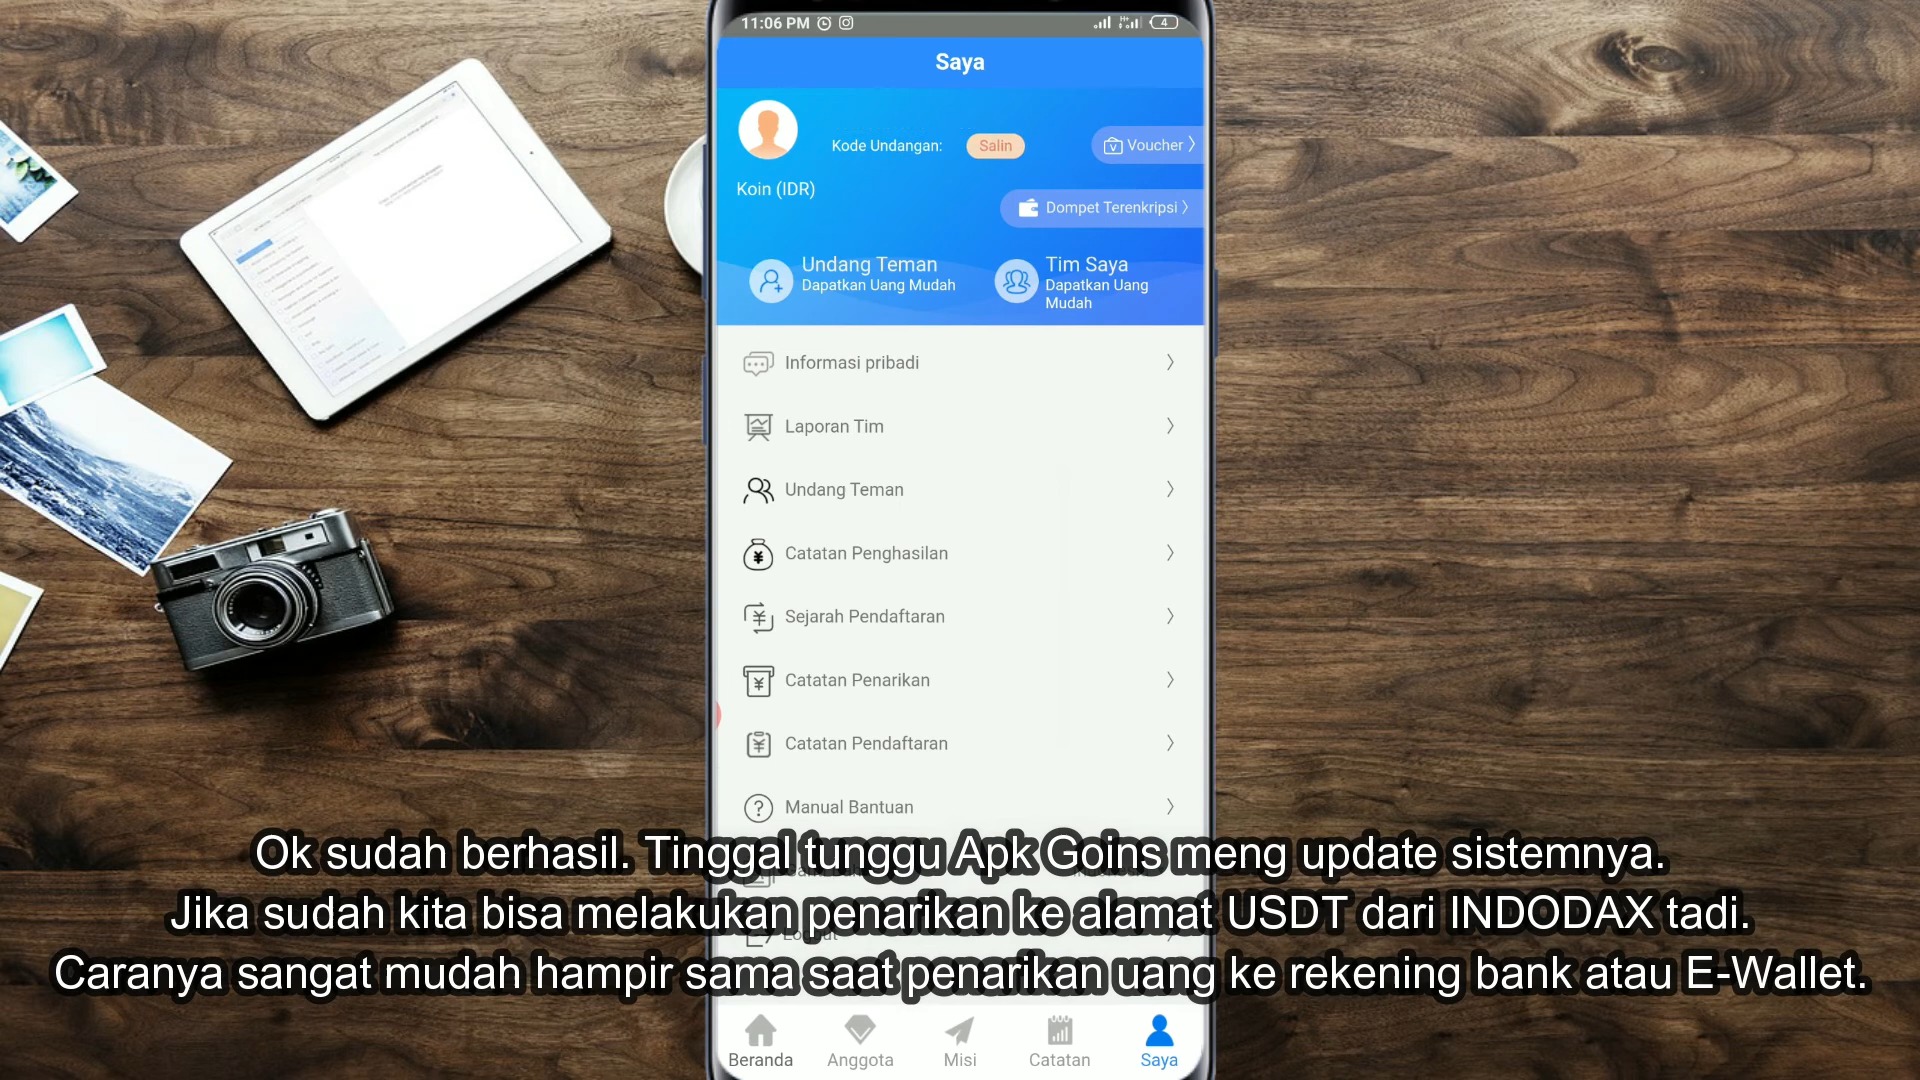 11:06 PM
4
Saya
Kode Undangan:
Salin
Voucher
Koin (IDR)
Dompet Terenkripsi
Undang Teman
Dapatkan Uang Mudah
Tim Saya
Dapatkan Uang
Mudah
Informasi pribadi
Laporan Tim
Undang Teman
Catatan Penghasilan
Sejarah Pendaftaran
Catatan Penarikan
Catatan Pendaftaran
Manual Bantuan
Ok sudah berhasil. Tinggal tunggu Apk Goins meng update sistemnya.
Jika sudah kita bisa melakukan penarikan ke alamat USDT dari INDODAX tadi.
Logout
Caranya sangat mudah hampir sama saat penarikan uang ke rekening bank atau E-Wallet.
Beranda
Anggota
Misi
Catatan
Saya